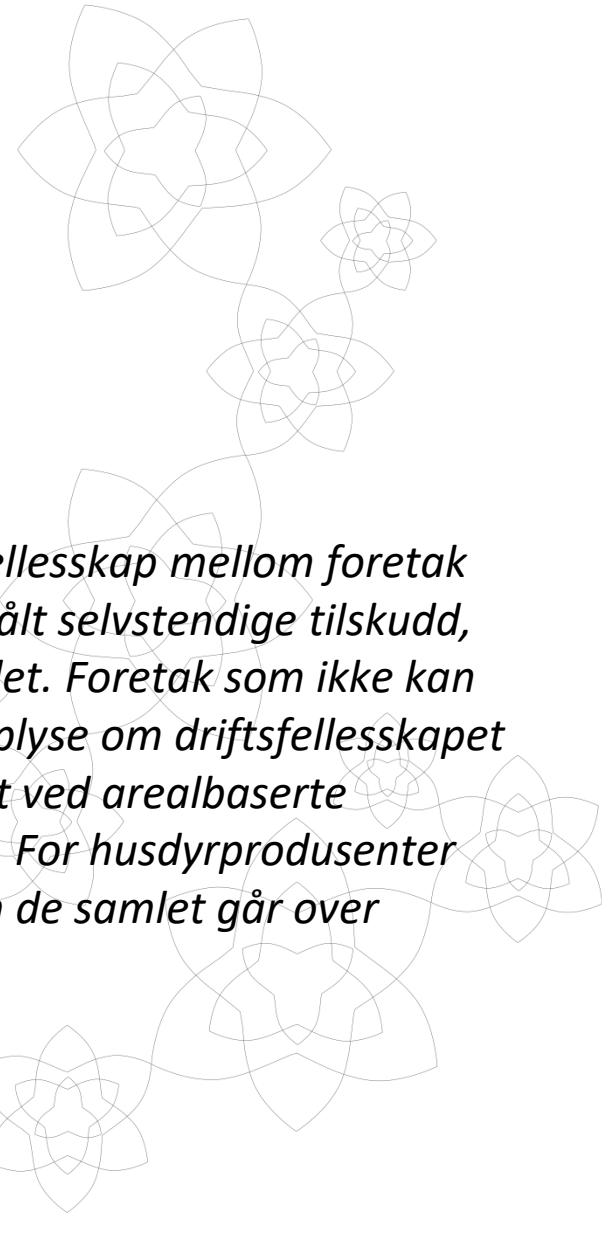 ellesskap mellom foretak
ålt selvstendige tilskudd,
let. Foretak som ikke kan
plyse om driftsfellesskapet
t ved arealbaserte
For husdyrprodusenter
de samlet går over